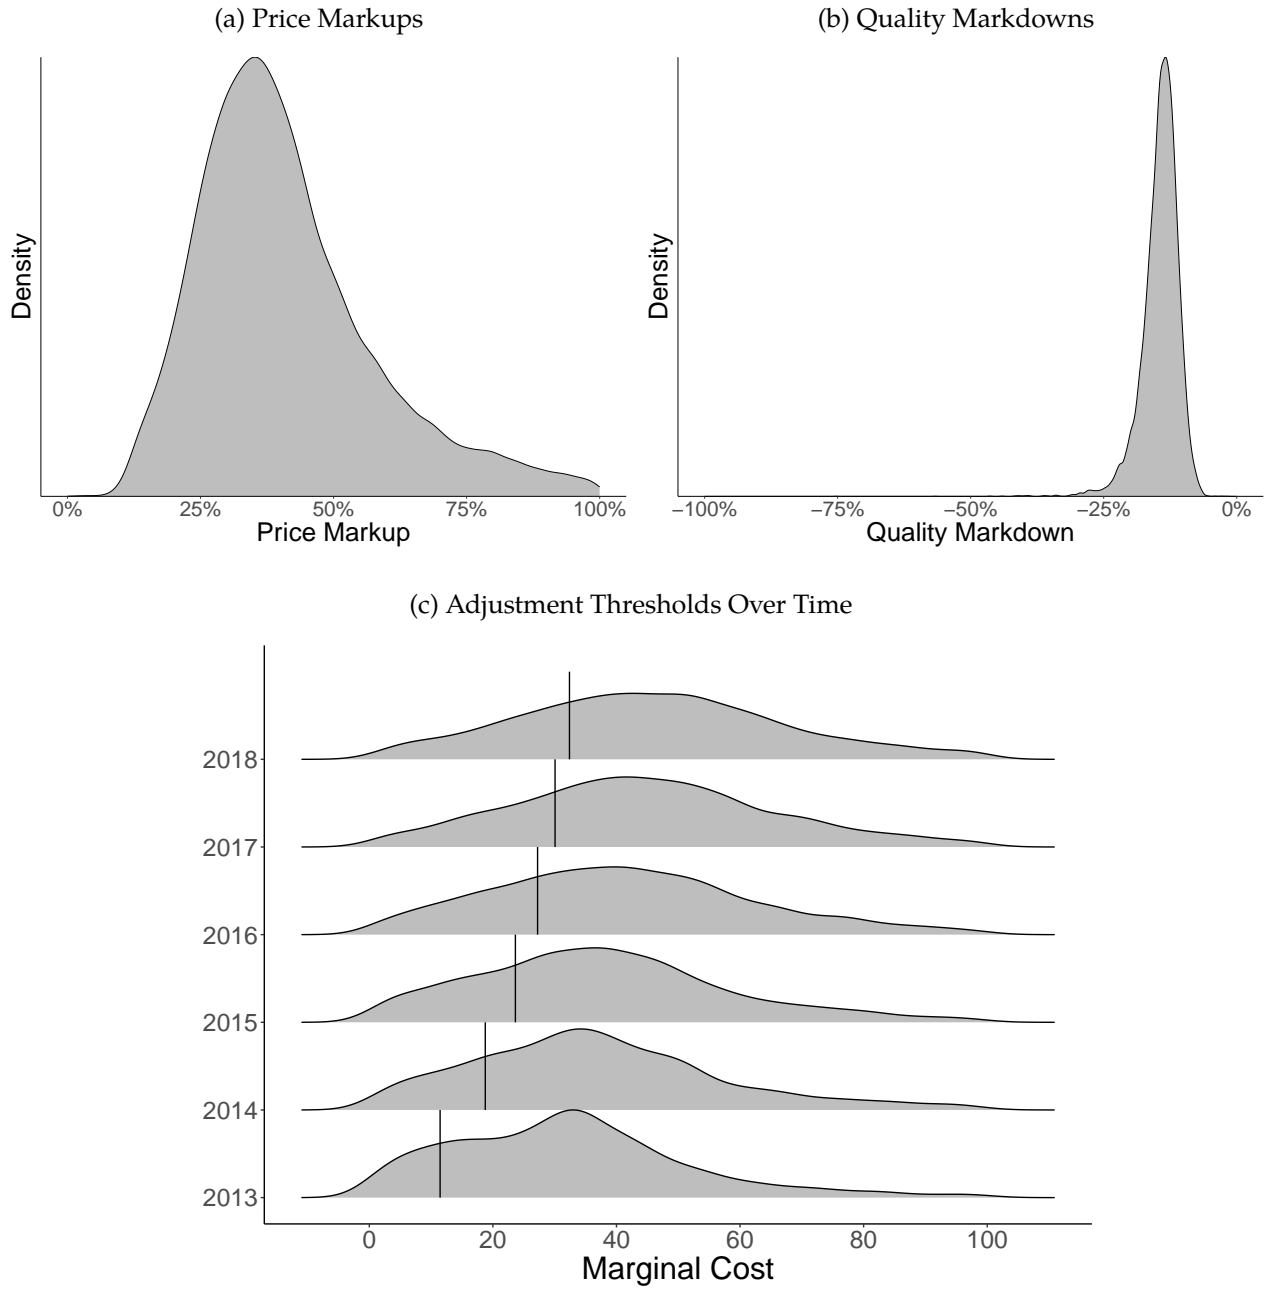 (a) Price Markups
Density
0% 25% 50% 75% 100%
Price Markup
(b) Quality Markdowns
Density
−100% −75% −50% −25% 0%
Quality Markdown
(c) Adjustment Thresholds Over Time
2018
2017
2016
2015
2014
2013
0 20 40 60 80 100
Marginal Cost